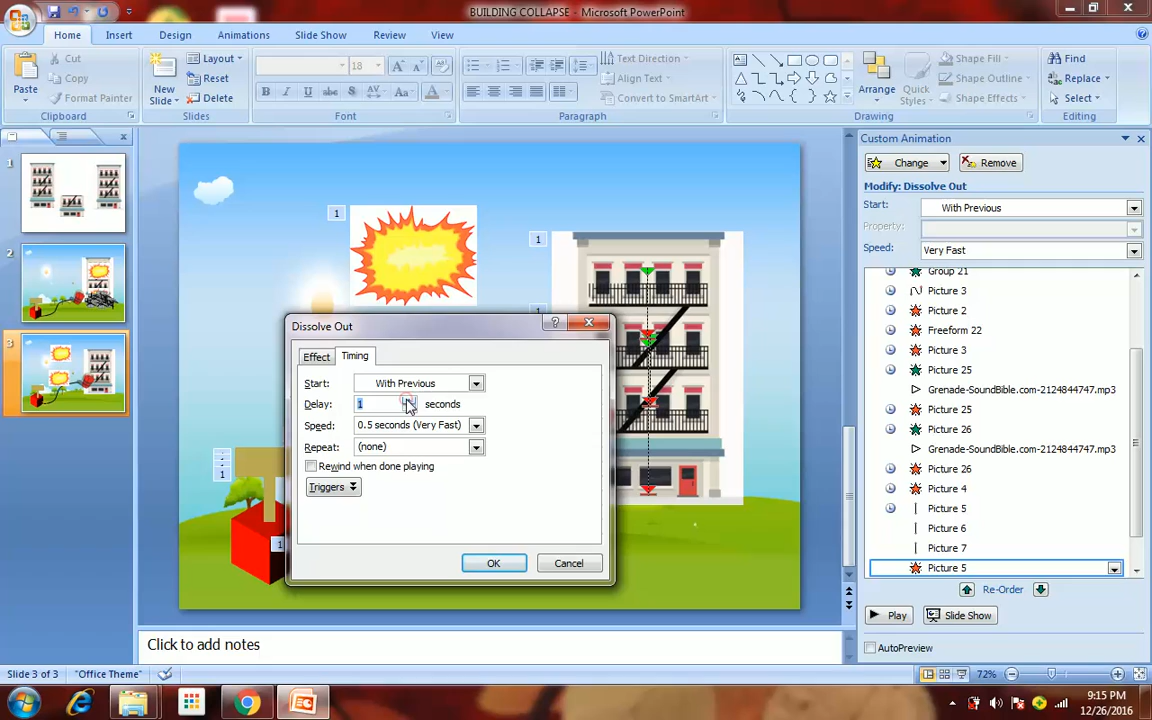 BUILDING COLLAPSE - Microsoft PowerPoint
Home Insert Design Animations Slide Show Review View
Paste
Cut
Copy
Format Painter
Clipboard
New Slide
Layout
Reset
Delete
Slides
18
B I U abc S AV Aa A
Font
Text Direction
Align Text
Convert to SmartArt
Paragraph
Arrange
Quick Styles
Shape Fill
Shape Outline
Shape Effects
Drawing
Find
Replace
Select
Editing
1
2
3
1
1
1
1
1
Dissolve Out
Effect Timing
Start: With Previous
Delay: 1 seconds
Speed: 0.5 seconds (Very Fast)
Repeat: (none)
Rewind when done playing
Triggers
OK Cancel
Custom Animation
Change Remove
Modify: Dissolve Out
Start: With Previous
Property:
Speed: Very Fast
Group 21
Picture 3
Picture 2
Freeform 22
Picture 3
Picture 25
Grenade-SoundBible.com-2124844747.mp3
Picture 25
Picture 26
Grenade-SoundBible.com-2124844747.mp3
Picture 26
Picture 4
Picture 5
Picture 6
Picture 7
Picture 5
Re-Order
Play Slide Show
AutoPreview
Click to add notes
Slide 3 of 3 "Office Theme" 72%
9:15 PM
12/26/2016